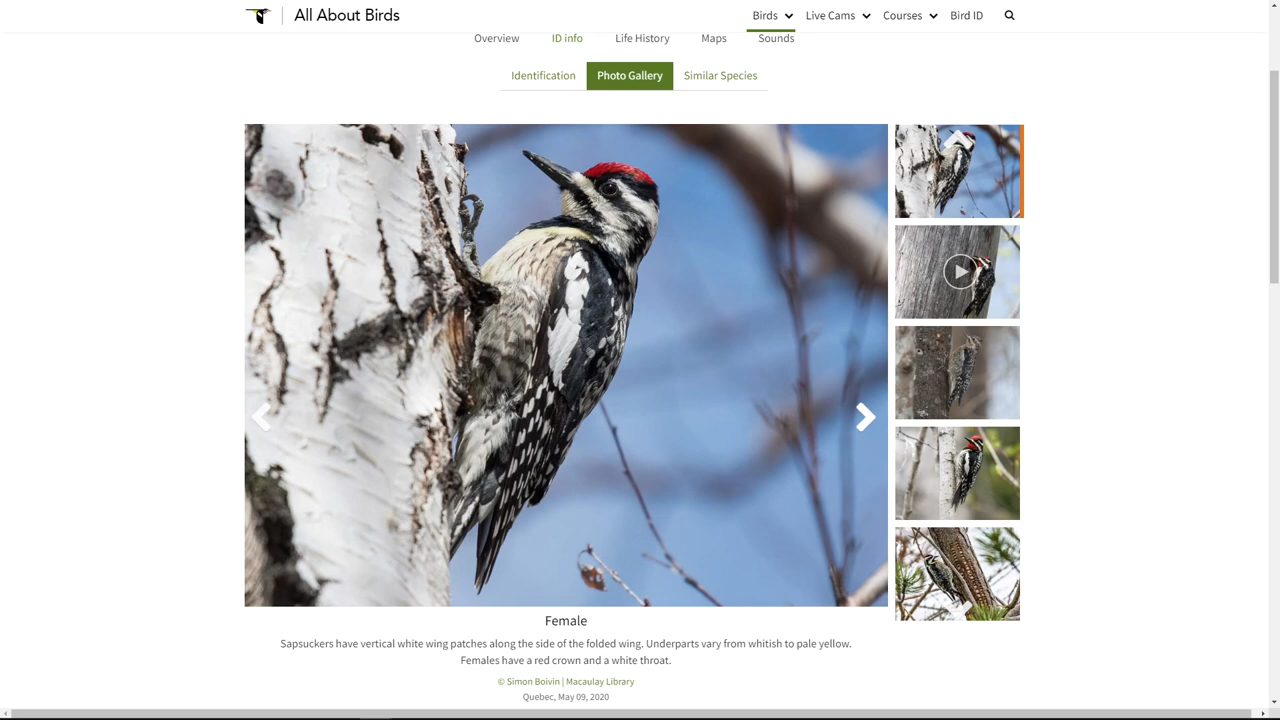 All About Birds
Birds Live Cams Courses Bird ID
Overview ID info Life History Maps Sounds
Identification Photo Gallery Similar Species
Female
Sapsuckers have vertical white wing patches along the side of the folded wing. Underparts vary from whitish to pale yellow.
Females have a red crown and a white throat.
© Simon Boivin | Macaulay Library
Quebec, May 09, 2020